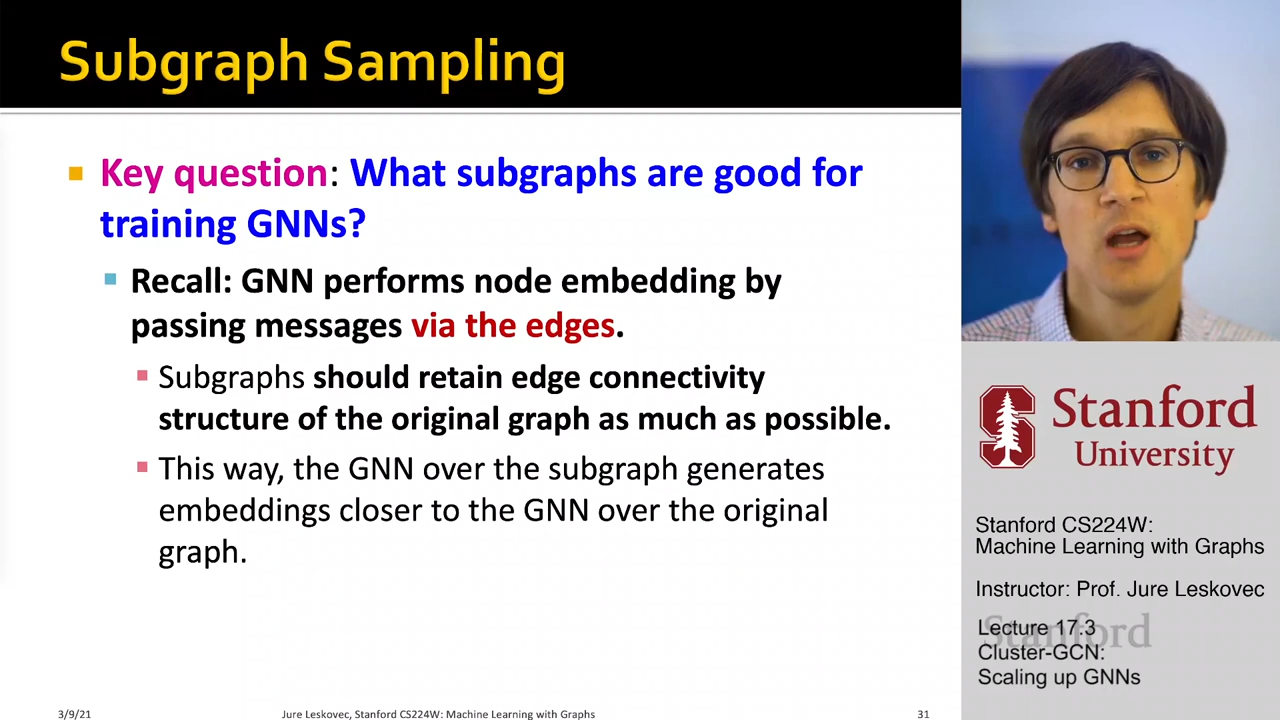 Subgraph Sampling
Key question: What subgraphs are good for
training GNNs?
Recall: GNN performs node embedding by
passing messages via the edges.
Subgraphs should retain edge connectivity
structure of the original graph as much as possible.
This way, the GNN over the subgraph generates
embeddings closer to the GNN over the original
graph.
3/9/21
Jure Leskovec, Stanford CS224W: Machine Learning with Graphs
31
S
Stanford
University
Stanford CS224W:
Machine Learning with Graphs
Instructor: Prof. Jure Leskovec
Stanford
Lecture 17.3
Cluster-GCN:
Scaling up GNNs